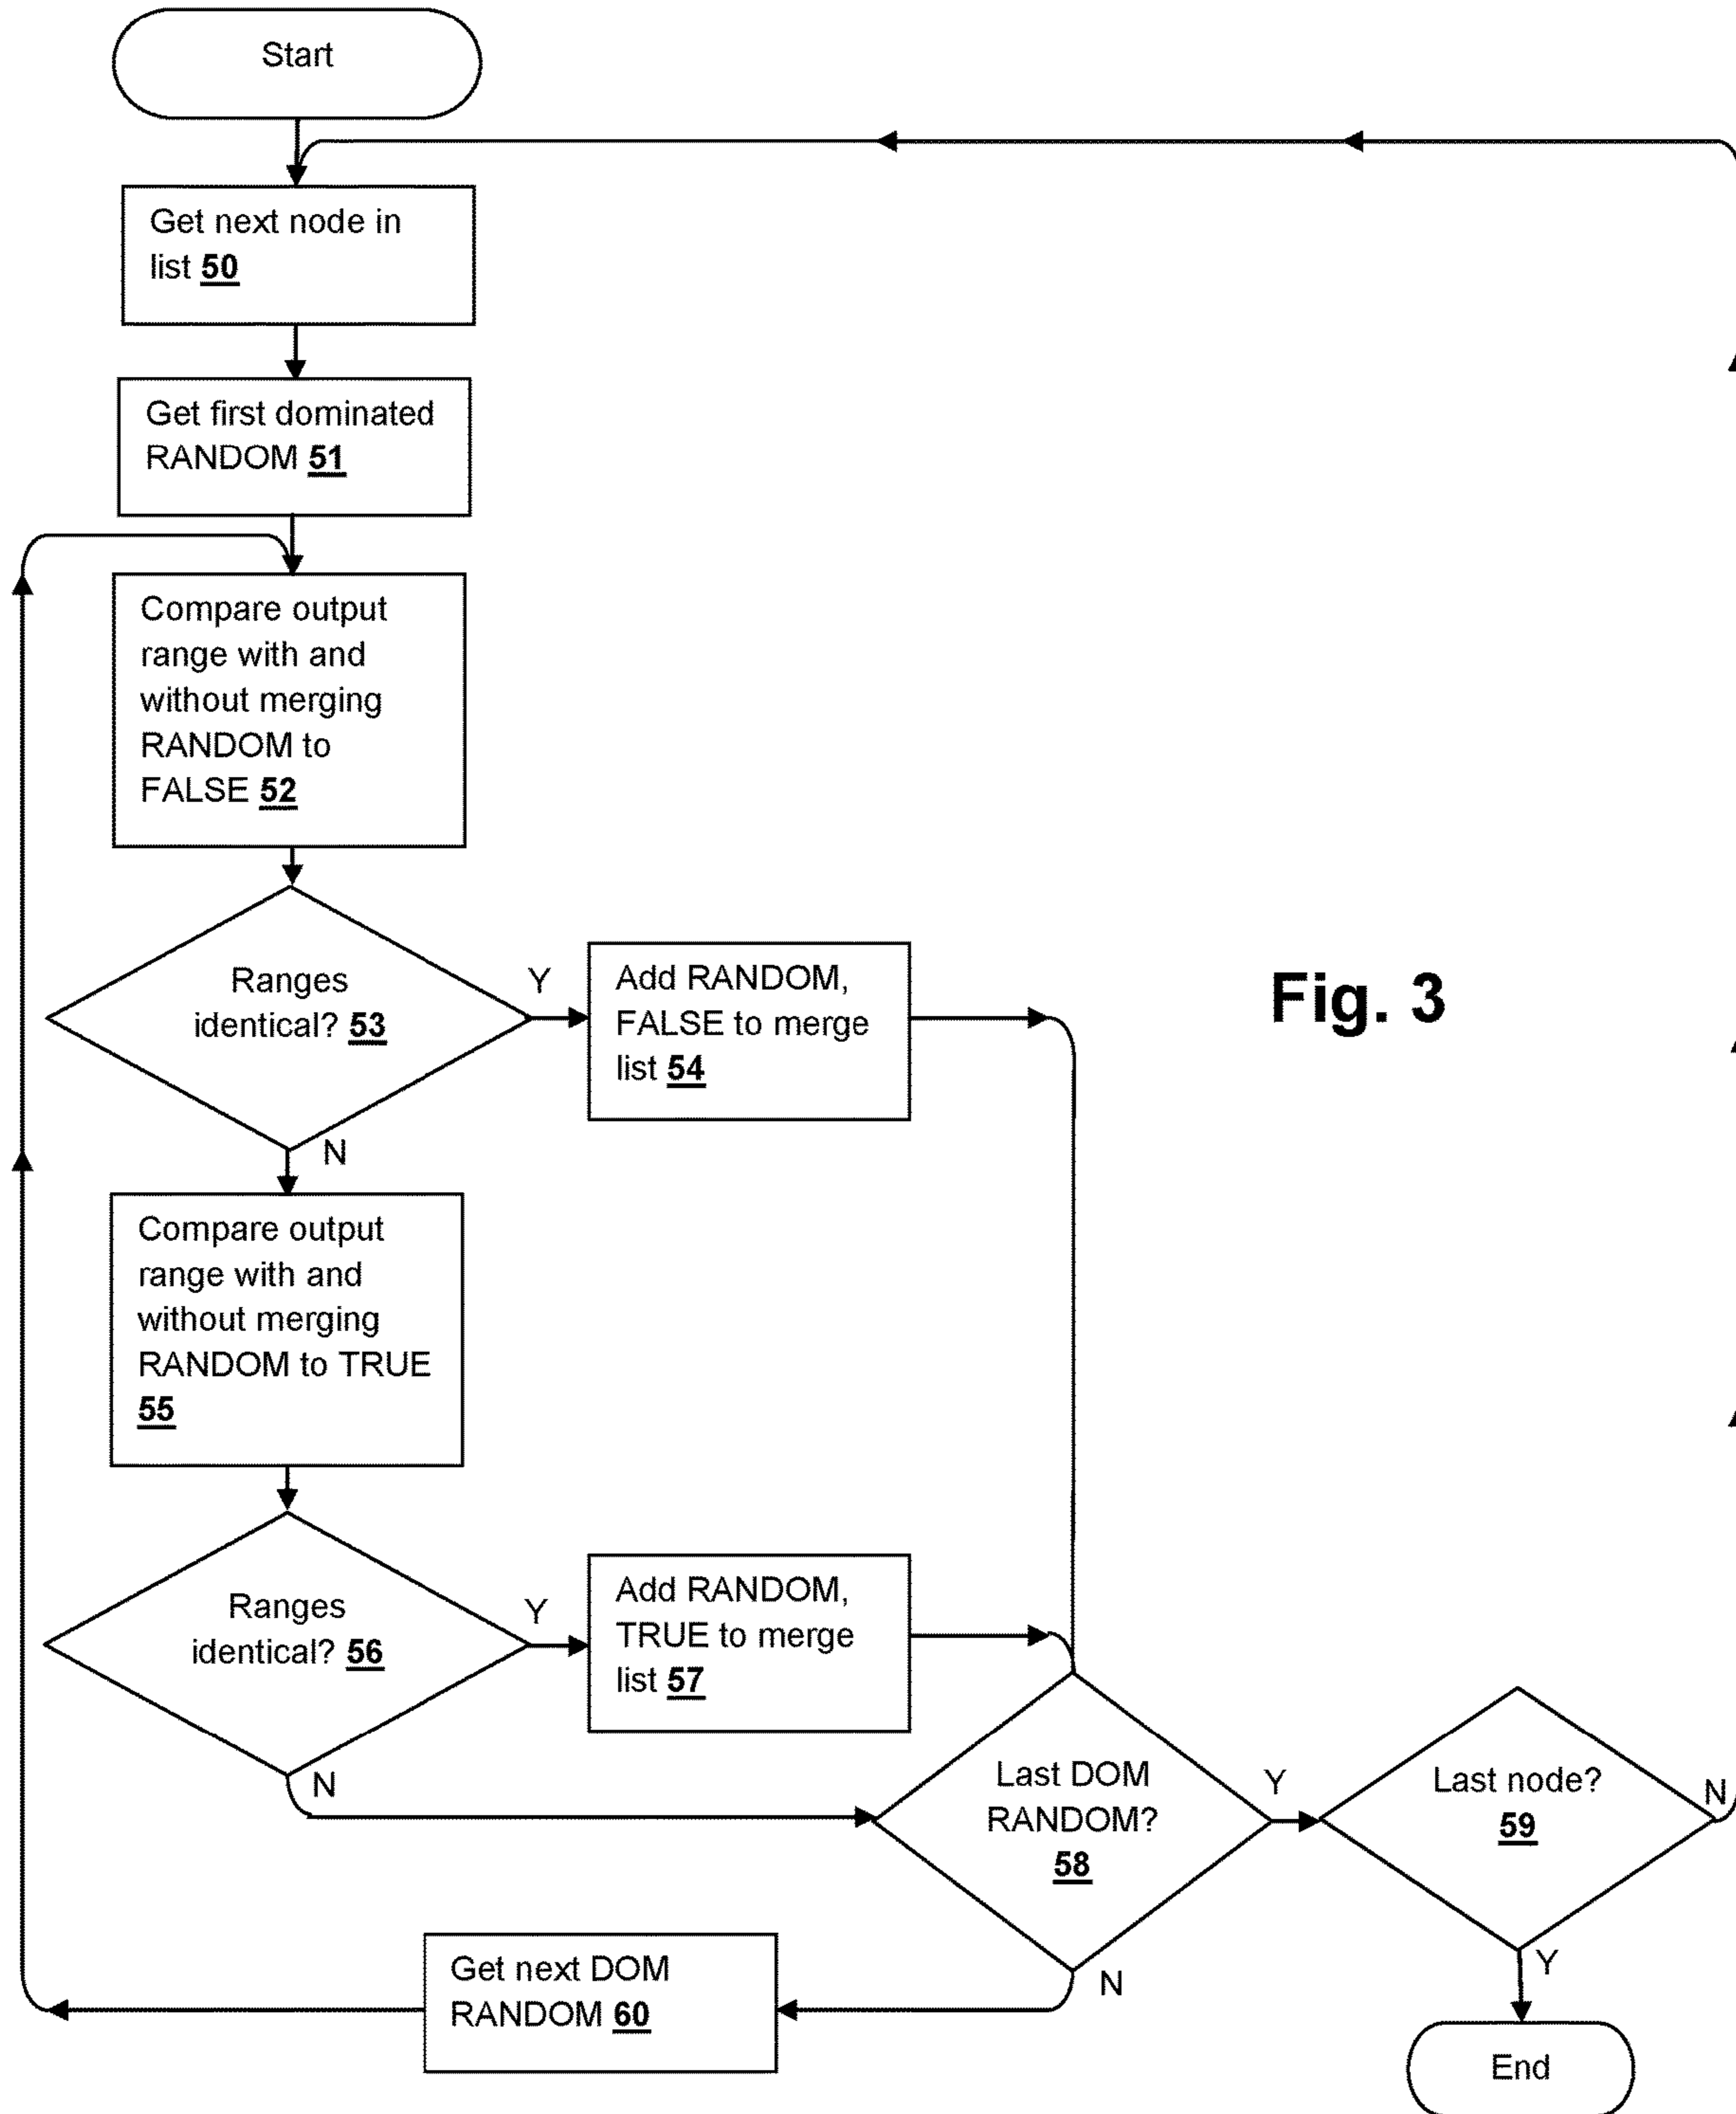 Start
Get next node in
list 50
Get first dominated
RANDOM 51
Compare output
range with and
without merging
RANDOM to
FALSE 52
Ranges
identical? 53
Y
N
Add RANDOM,
FALSE to merge
list 54
Fig. 3
Compare output
range with and
without merging
RANDOM to TRUE
55
Ranges
identical? 56
Y
N
Add RANDOM,
TRUE to merge
list 57
Last DOM
RANDOM?
58
Y
N
Last node?
59
N
Y
Get next DOM
RANDOM 60
End